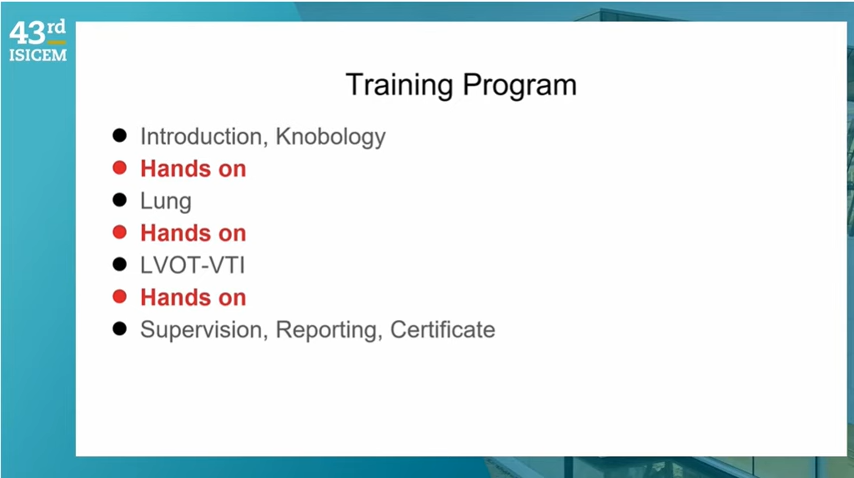 43rd
ISICEM
Training Program
Introduction, Knobology
Hands on
Lung
Hands on
LVOT-VTI
Hands on
Supervision, Reporting, Certificate